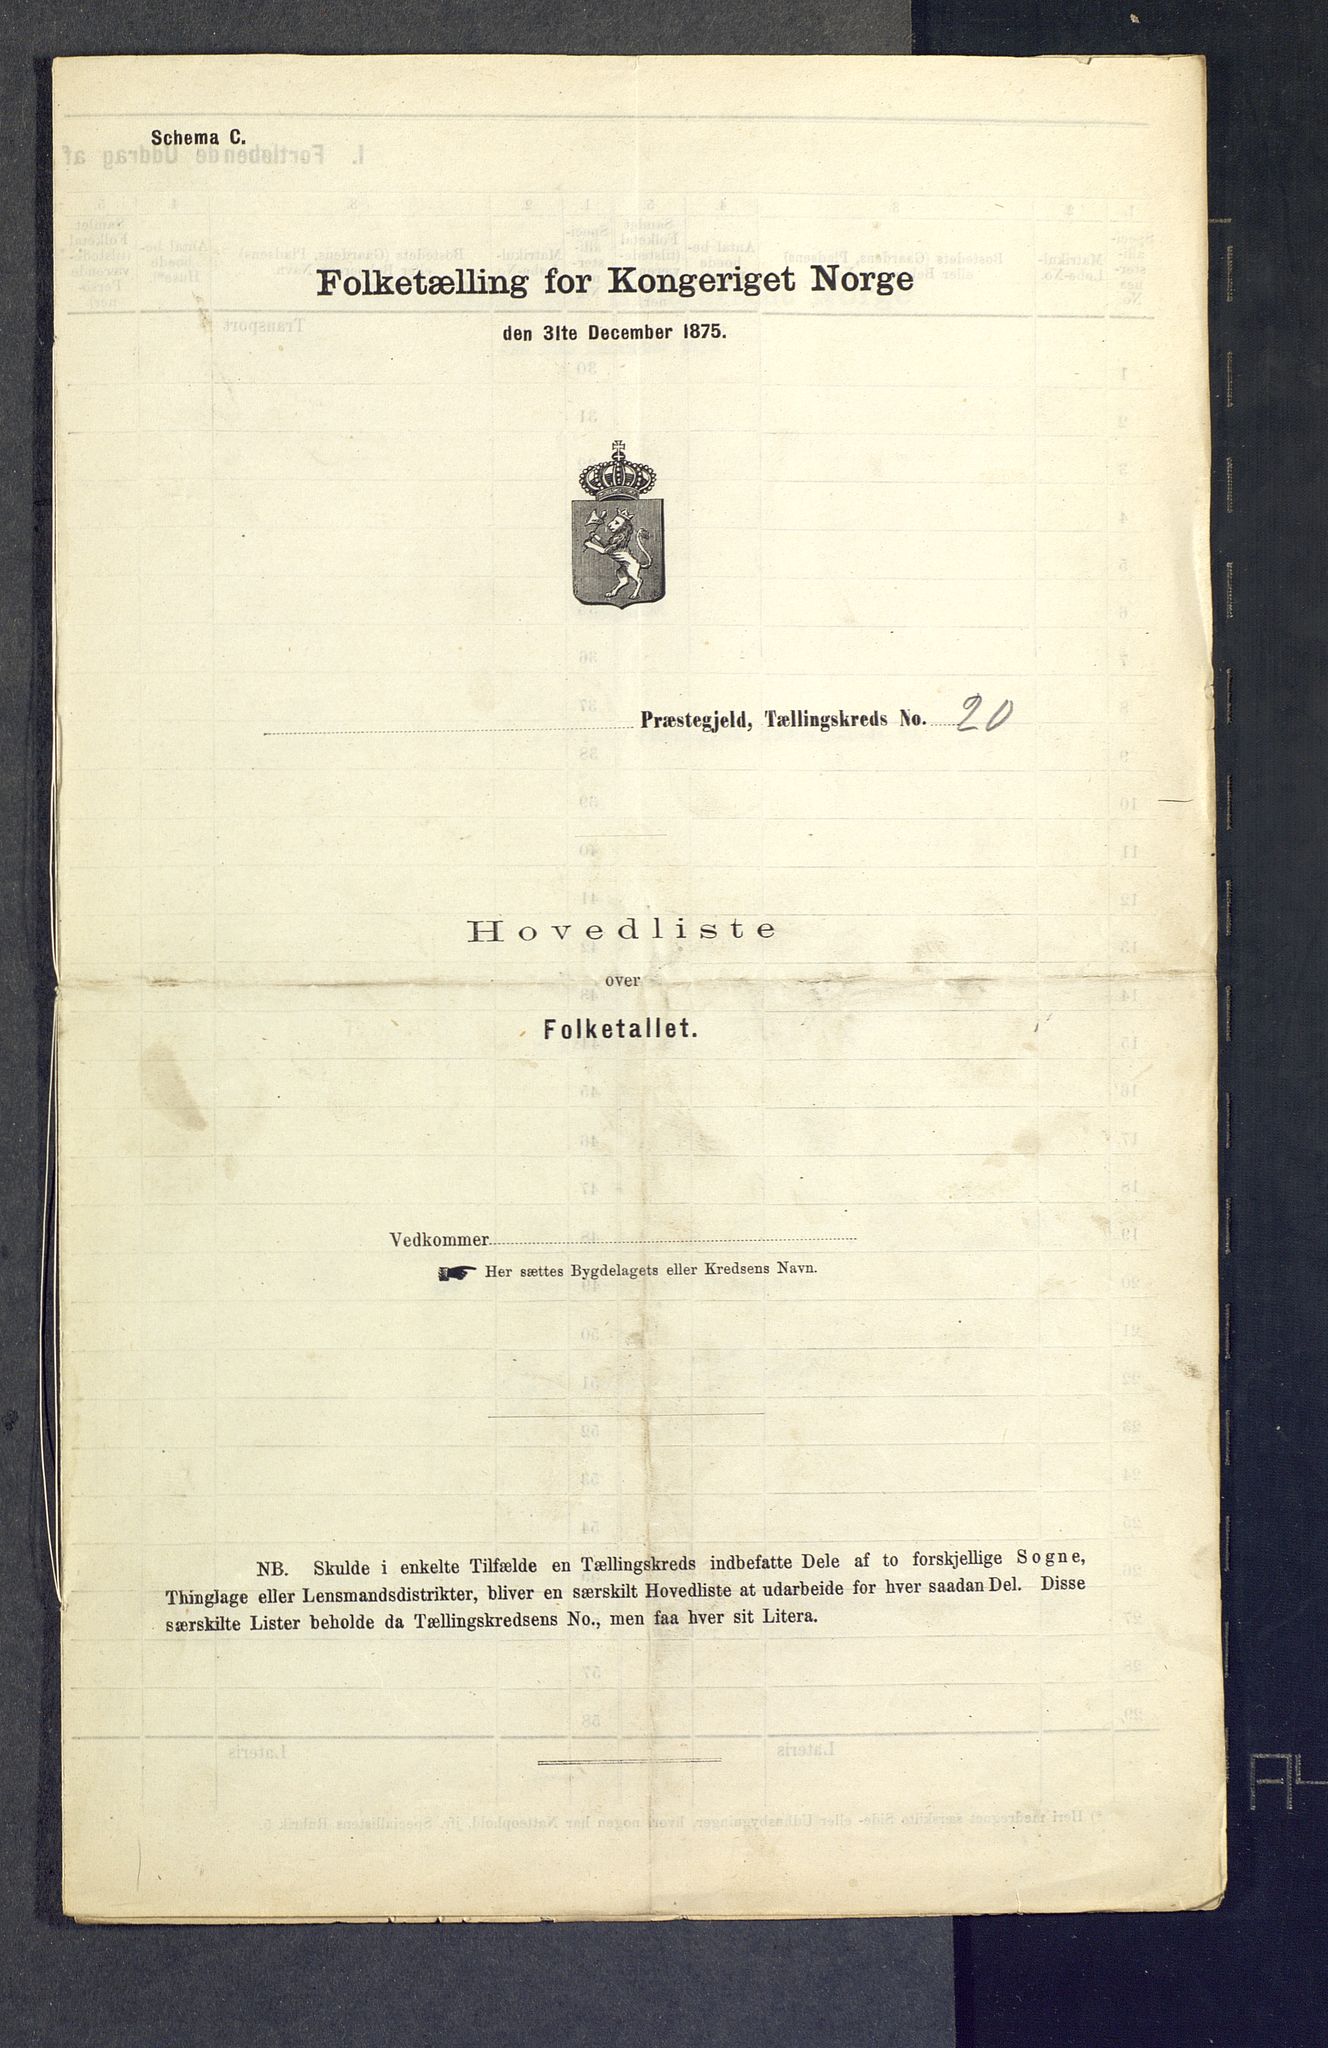 Schema C.
Folketælling for Kongeriget Norge
den 31te December 1875.
Præstegjeld, Tællingskreds No. 20
Hovedliste
over
Folketallet.
Vedkommer
Her sættes Bygdelagets eller Kredsens Navn.
NB. Skulde i enkelte Tilfælde en Tællingskreds indbefatte Dele af to forskjellige Sogne,
Thinglage eller Lensmandsdistrikter, bliver en særskilt Hovedliste at udarbeide for hver saadan Del. Disse
særskilte Lister beholde da Tællingskredsens No., men faa hver sit Litera.
A4